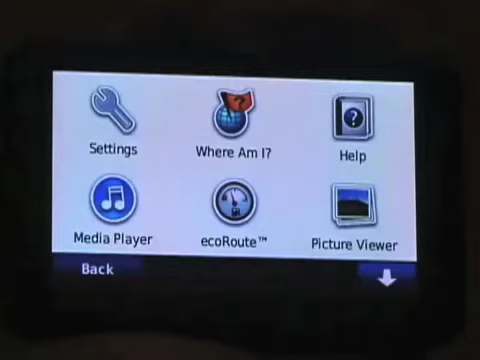 Settings
Where Am I?
Help
Media Player
ecoRoute™
Picture Viewer
Back